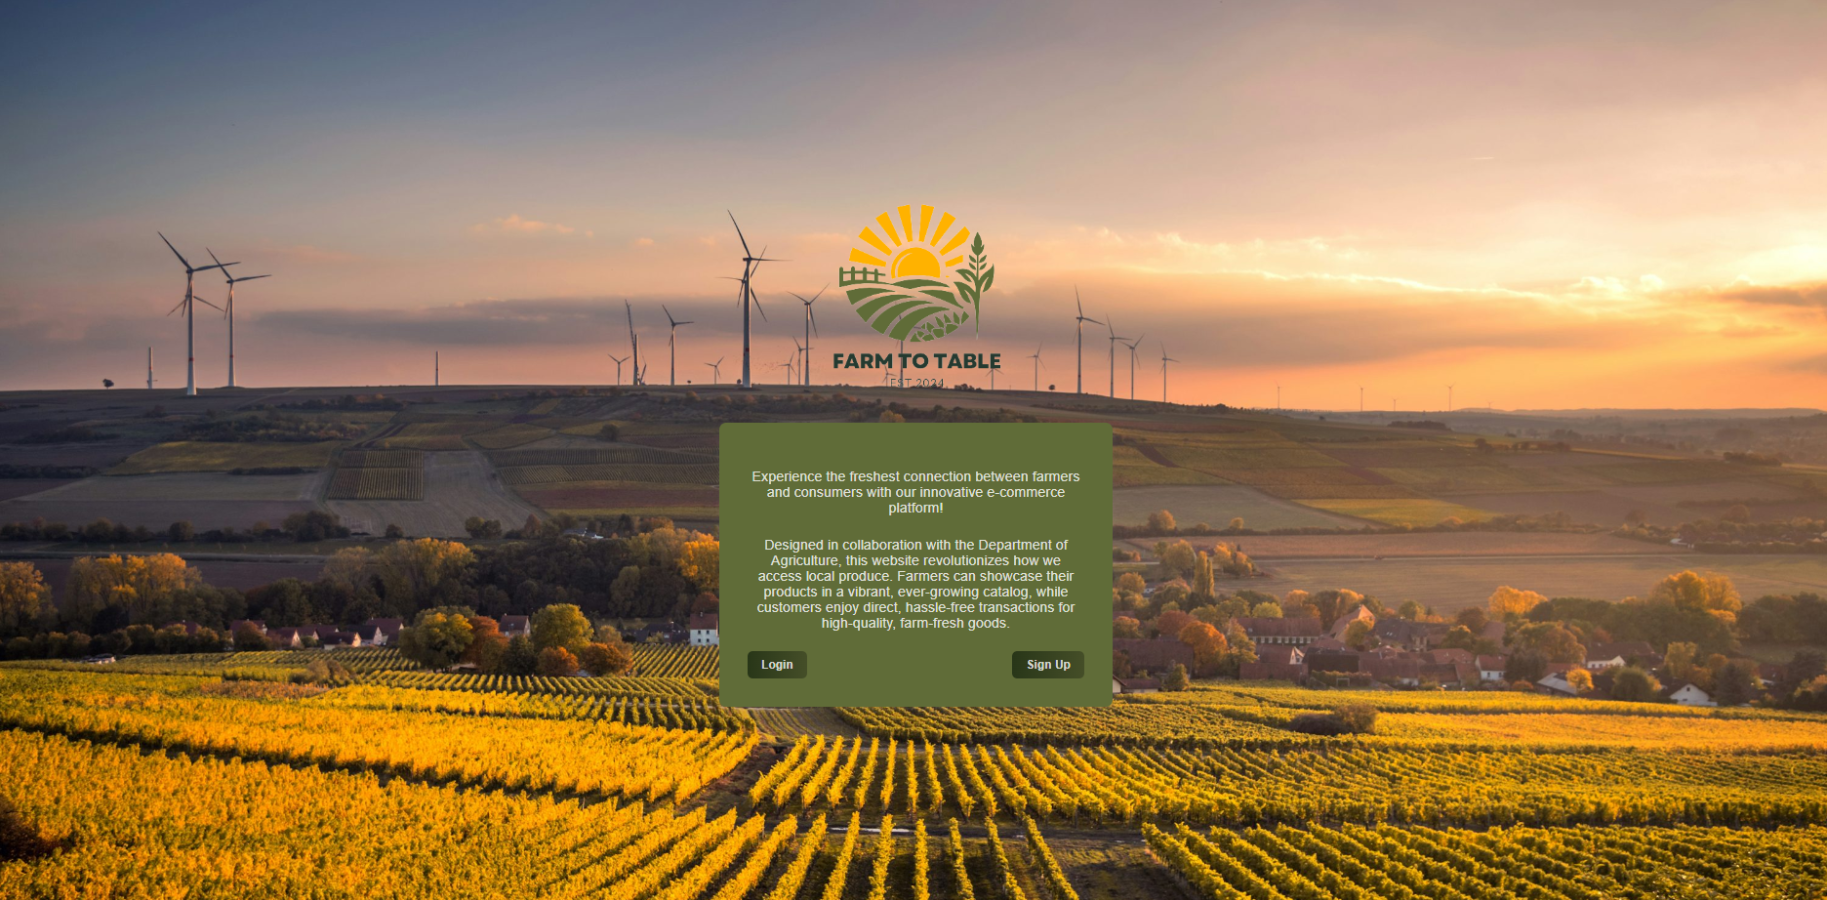 FARM TO TABLE
EST 2024
Experience the freshest connection between farmers
and consumers with our innovative e-commerce
platform!
Designed in collaboration with the Department of
Agriculture, this website revolutionizes how we
access local produce. Farmers can showcase their
products in a vibrant, ever-growing catalog, while
customers enjoy direct, hassle-free transactions for
high-quality, farm-fresh goods.
Login
Sign Up